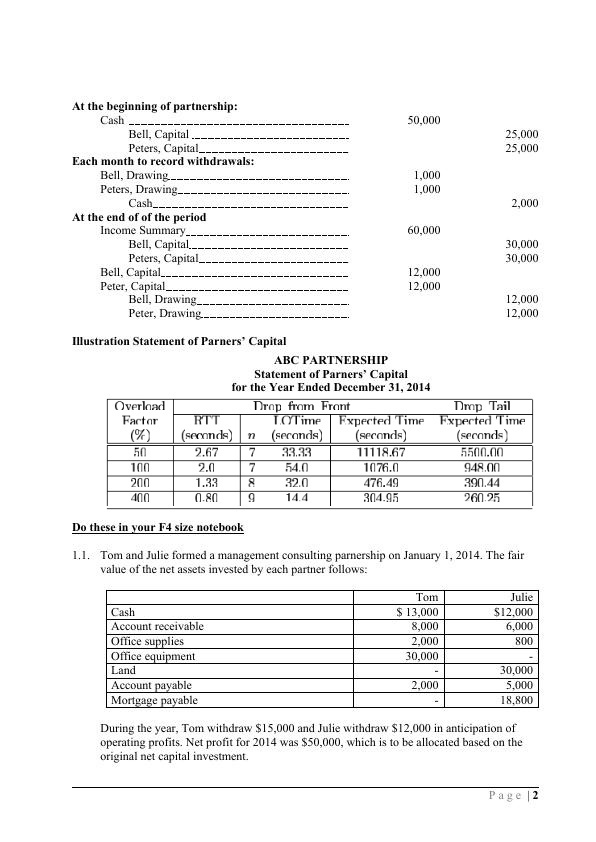 At the beginning of partnership:
Cash 50,000
Bell, Capital 25,000
Peters, Capital 25,000
Each month to record withdrawals:
Bell, Drawing 1,000
Peters, Drawing 1,000
Cash 2,000
At the end of of the period
Income Summary 60,000
Bell, Capital 30,000
Peters, Capital 30,000
Bell, Capital 12,000
Peter, Capital 12,000
Bell, Drawing 12,000
Peter, Drawing 12,000
Illustration Statement of Parners' Capital
ABC PARTNERSHIP
Statement of Parners' Capital
for the Year Ended December 31, 2014
Overload Drop from Front Drop Tail
Factor RTT LQTime Expected Time Expected Time
(%) (seconds) n (seconds) (seconds) (seconds)
50 2.67 7 33.33 11118.67 5500.00
100 2.0 7 54.0 1076.0 948.00
200 1.33 8 32.0 476.49 390.44
400 0.80 9 14.4 304.95 260.25
Do these in your F4 size notebook
1.1. Tom and Julie formed a management consulting parnership on January 1, 2014. The fair
value of the net assets invested by each partner follows:
Tom Julie
Cash $ 13,000 $12,000
Account receivable 8,000 6,000
Office supplies 2,000 800
Office equipment 30,000 -
Land - 30,000
Account payable 2,000 5,000
Mortgage payable - 18,800
During the year, Tom withdraw $15,000 and Julie withdraw $12,000 in anticipation of
operating profits. Net profit for 2014 was $50,000, which is to be allocated based on the
original net capital investment.
Page | 2